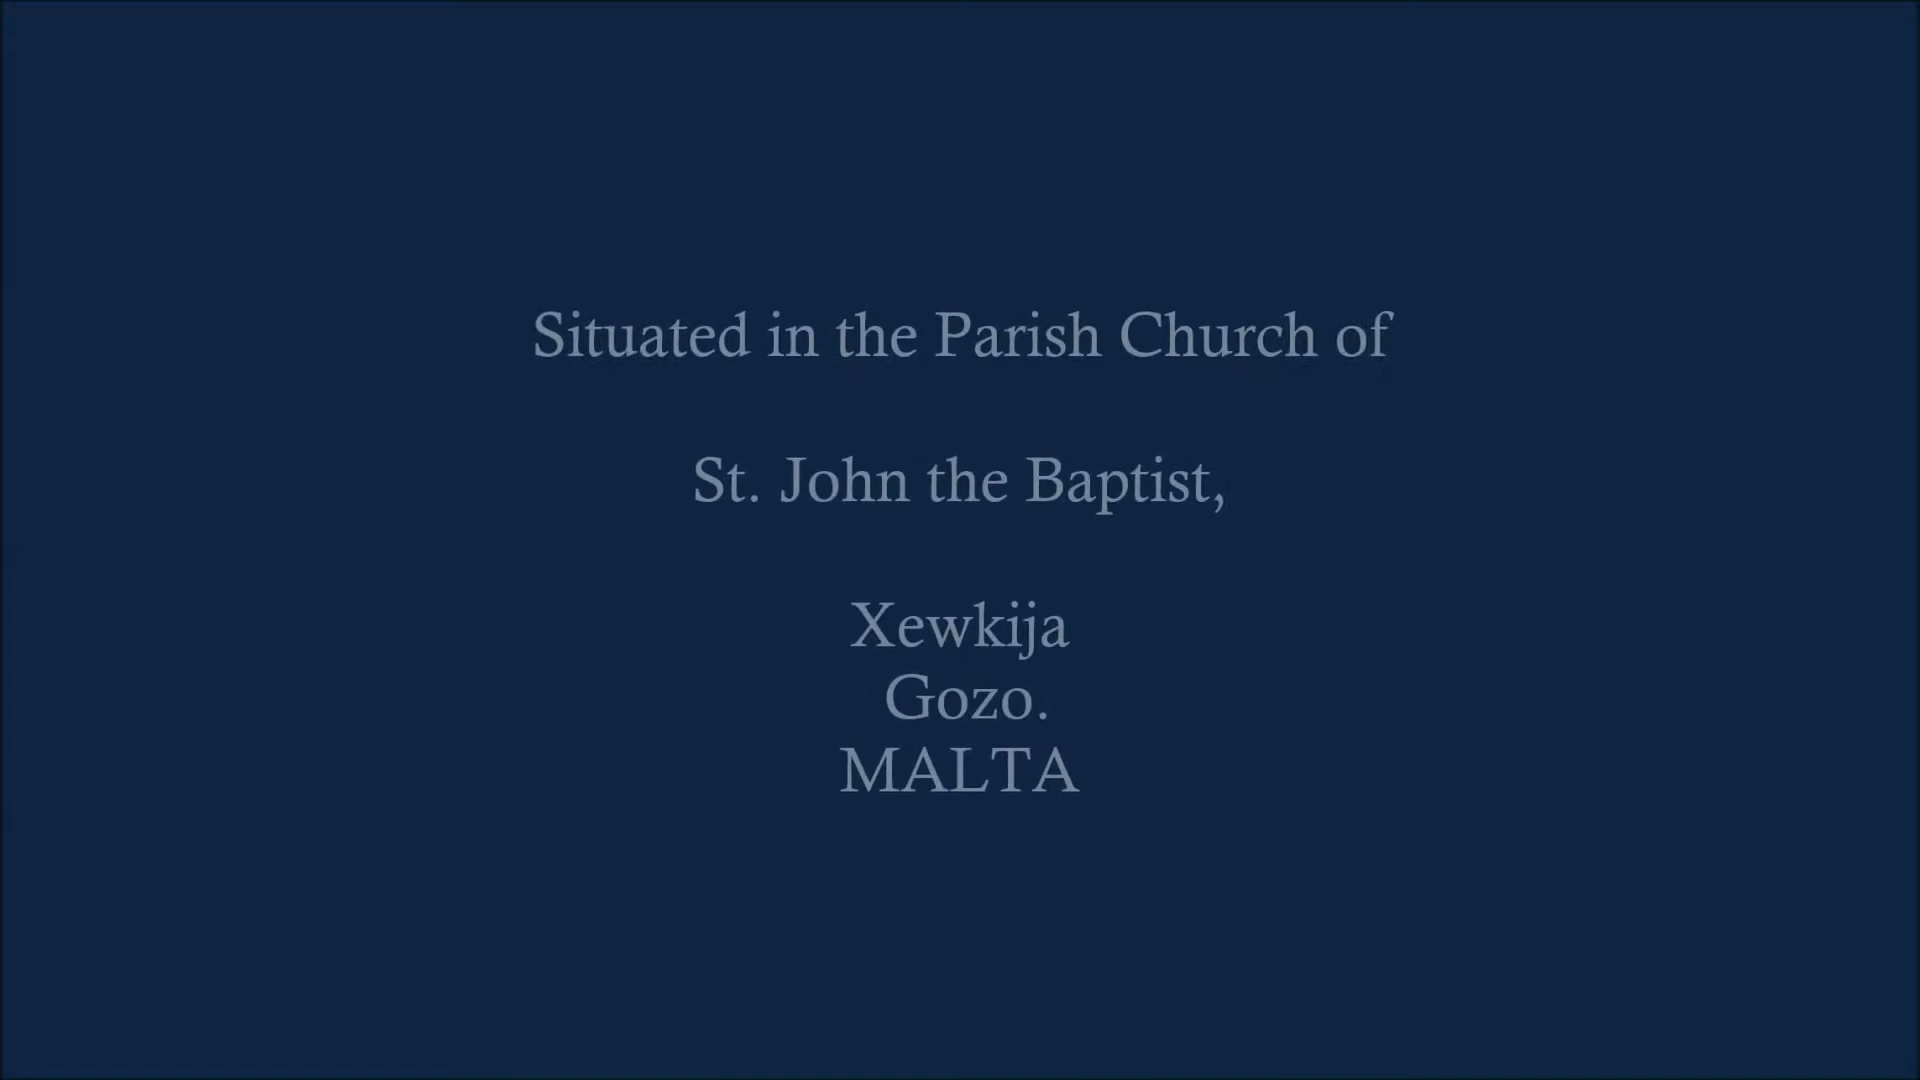 Situated in the Parish Church of
St. John the Baptist,
Xewkija
Gozo.
MALTA